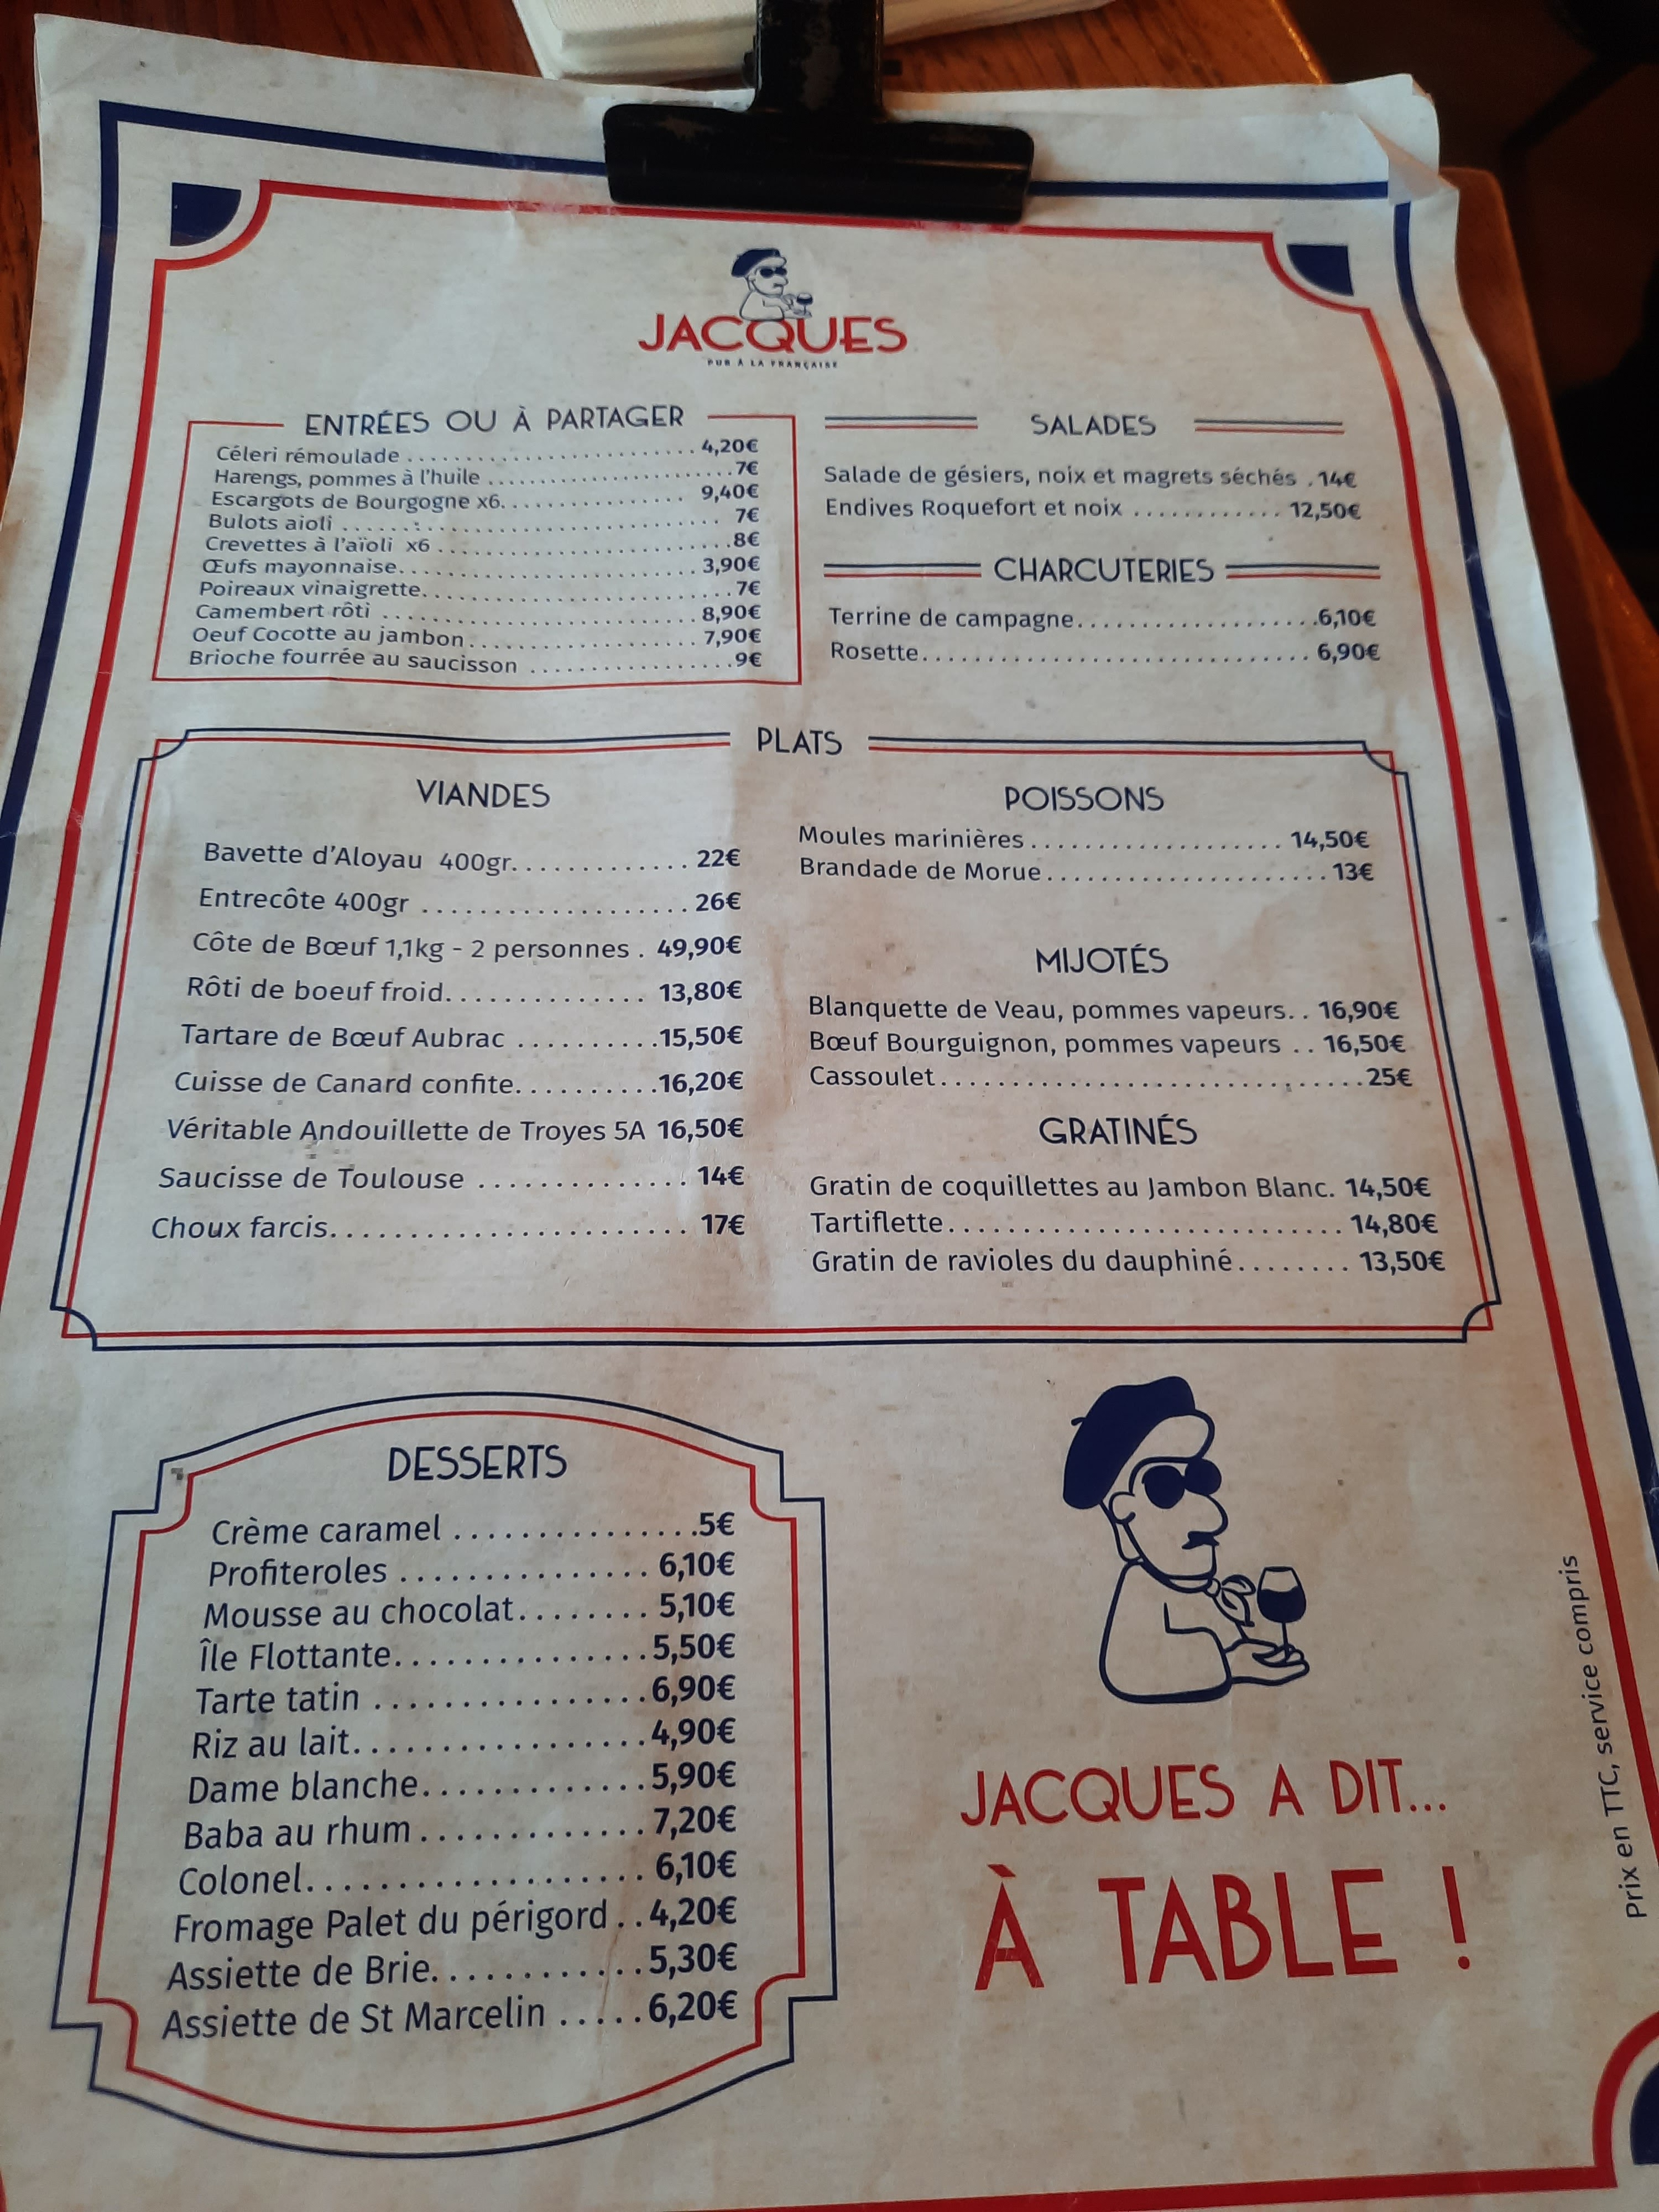 JACQUES
PUB À LA FRANÇAISE
ENTRÉES OU À PARTAGER
Céleri rémoulade ........................ 4,20€
Harengs, pommes à l'huile ..................... 7€
Escargots de Bourgogne x6. ................ 9,40€
Bulots aioli ................................ 7€
Crevettes à l'aïoli x6 ......................... 8€
Œufs mayonnaise. ......................... 3,90€
Poireaux vinaigrette. .......................... 7€
Camembert rôti .......................... 8,90€
Oeuf Cocotte au jambon .................... 7,90€
Brioche fourrée au saucisson ................. 9€
SALADES
Salade de gésiers, noix et magrets séchés . 14€
Endives Roquefort et noix ............ 12,50€
CHARCUTERIES
Terrine de campagne. ................... 6,10€
Rosette. ................................ 6,90€
PLATS
VIANDES
Bavette d'Aloyau 400gr. ............ 22€
Entrecôte 400gr ................... 26€
Côte de Bœuf 1,1kg - 2 personnes . 49,90€
Rôti de boeuf froid. .............. 13,80€
Tartare de Bœuf Aubrac .......... 15,50€
Cuisse de Canard confite. ......... 16,20€
Véritable Andouillette de Troyes 5A 16,50€
Saucisse de Toulouse ............... 14€
Choux farcis. ........................ 17€
POISSONS
Moules marinières .................... 14,50€
Brandade de Morue ....................... 13€
MIJOTÉS
Blanquette de Veau, pommes vapeurs. . 16,90€
Bœuf Bourguignon, pommes vapeurs .. 16,50€
Cassoulet .............................. 25€
GRATINÉS
Gratin de coquillettes au Jambon Blanc. 14,50€
Tartiflette. .......................... 14,80€
Gratin de ravioles du dauphiné ........ 13,50€
DESSERTS
Crème caramel ............... 5€
Profiteroles ............... 6,10€
Mousse au chocolat ........ 5,10€
Île Flottante ............... 5,50€
Tarte tatin ................ 6,90€
Riz au lait. ................. 4,90€
Dame blanche. ............. 5,90€
Baba au rhum ............. 7,20€
Colonel. ................... 6,10€
Fromage Palet du périgord .. 4,20€
Assiette de Brie. ............ 5,30€
Assiette de St Marcelin ..... 6,20€
JACQUES A DIT...
À TABLE !
Prix en TTC, service compris